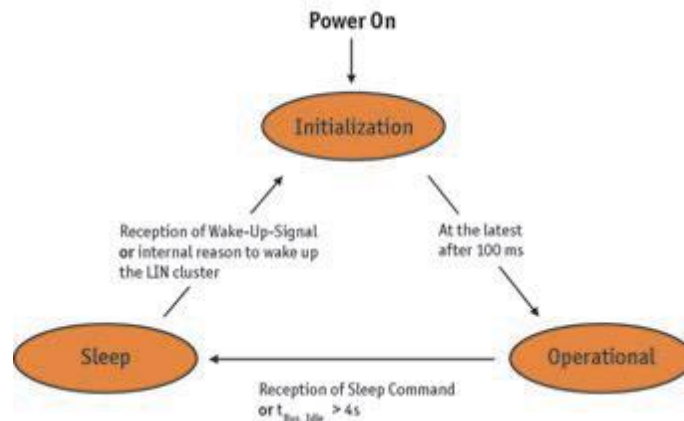 Power On
Initialization
Reception of Wake-Up-Signal
or internal reason to wake up
the LIN cluster
At the latest
after 100 ms
Sleep
Operational
Reception of Sleep Command
or t_Bus_Idle > 4s